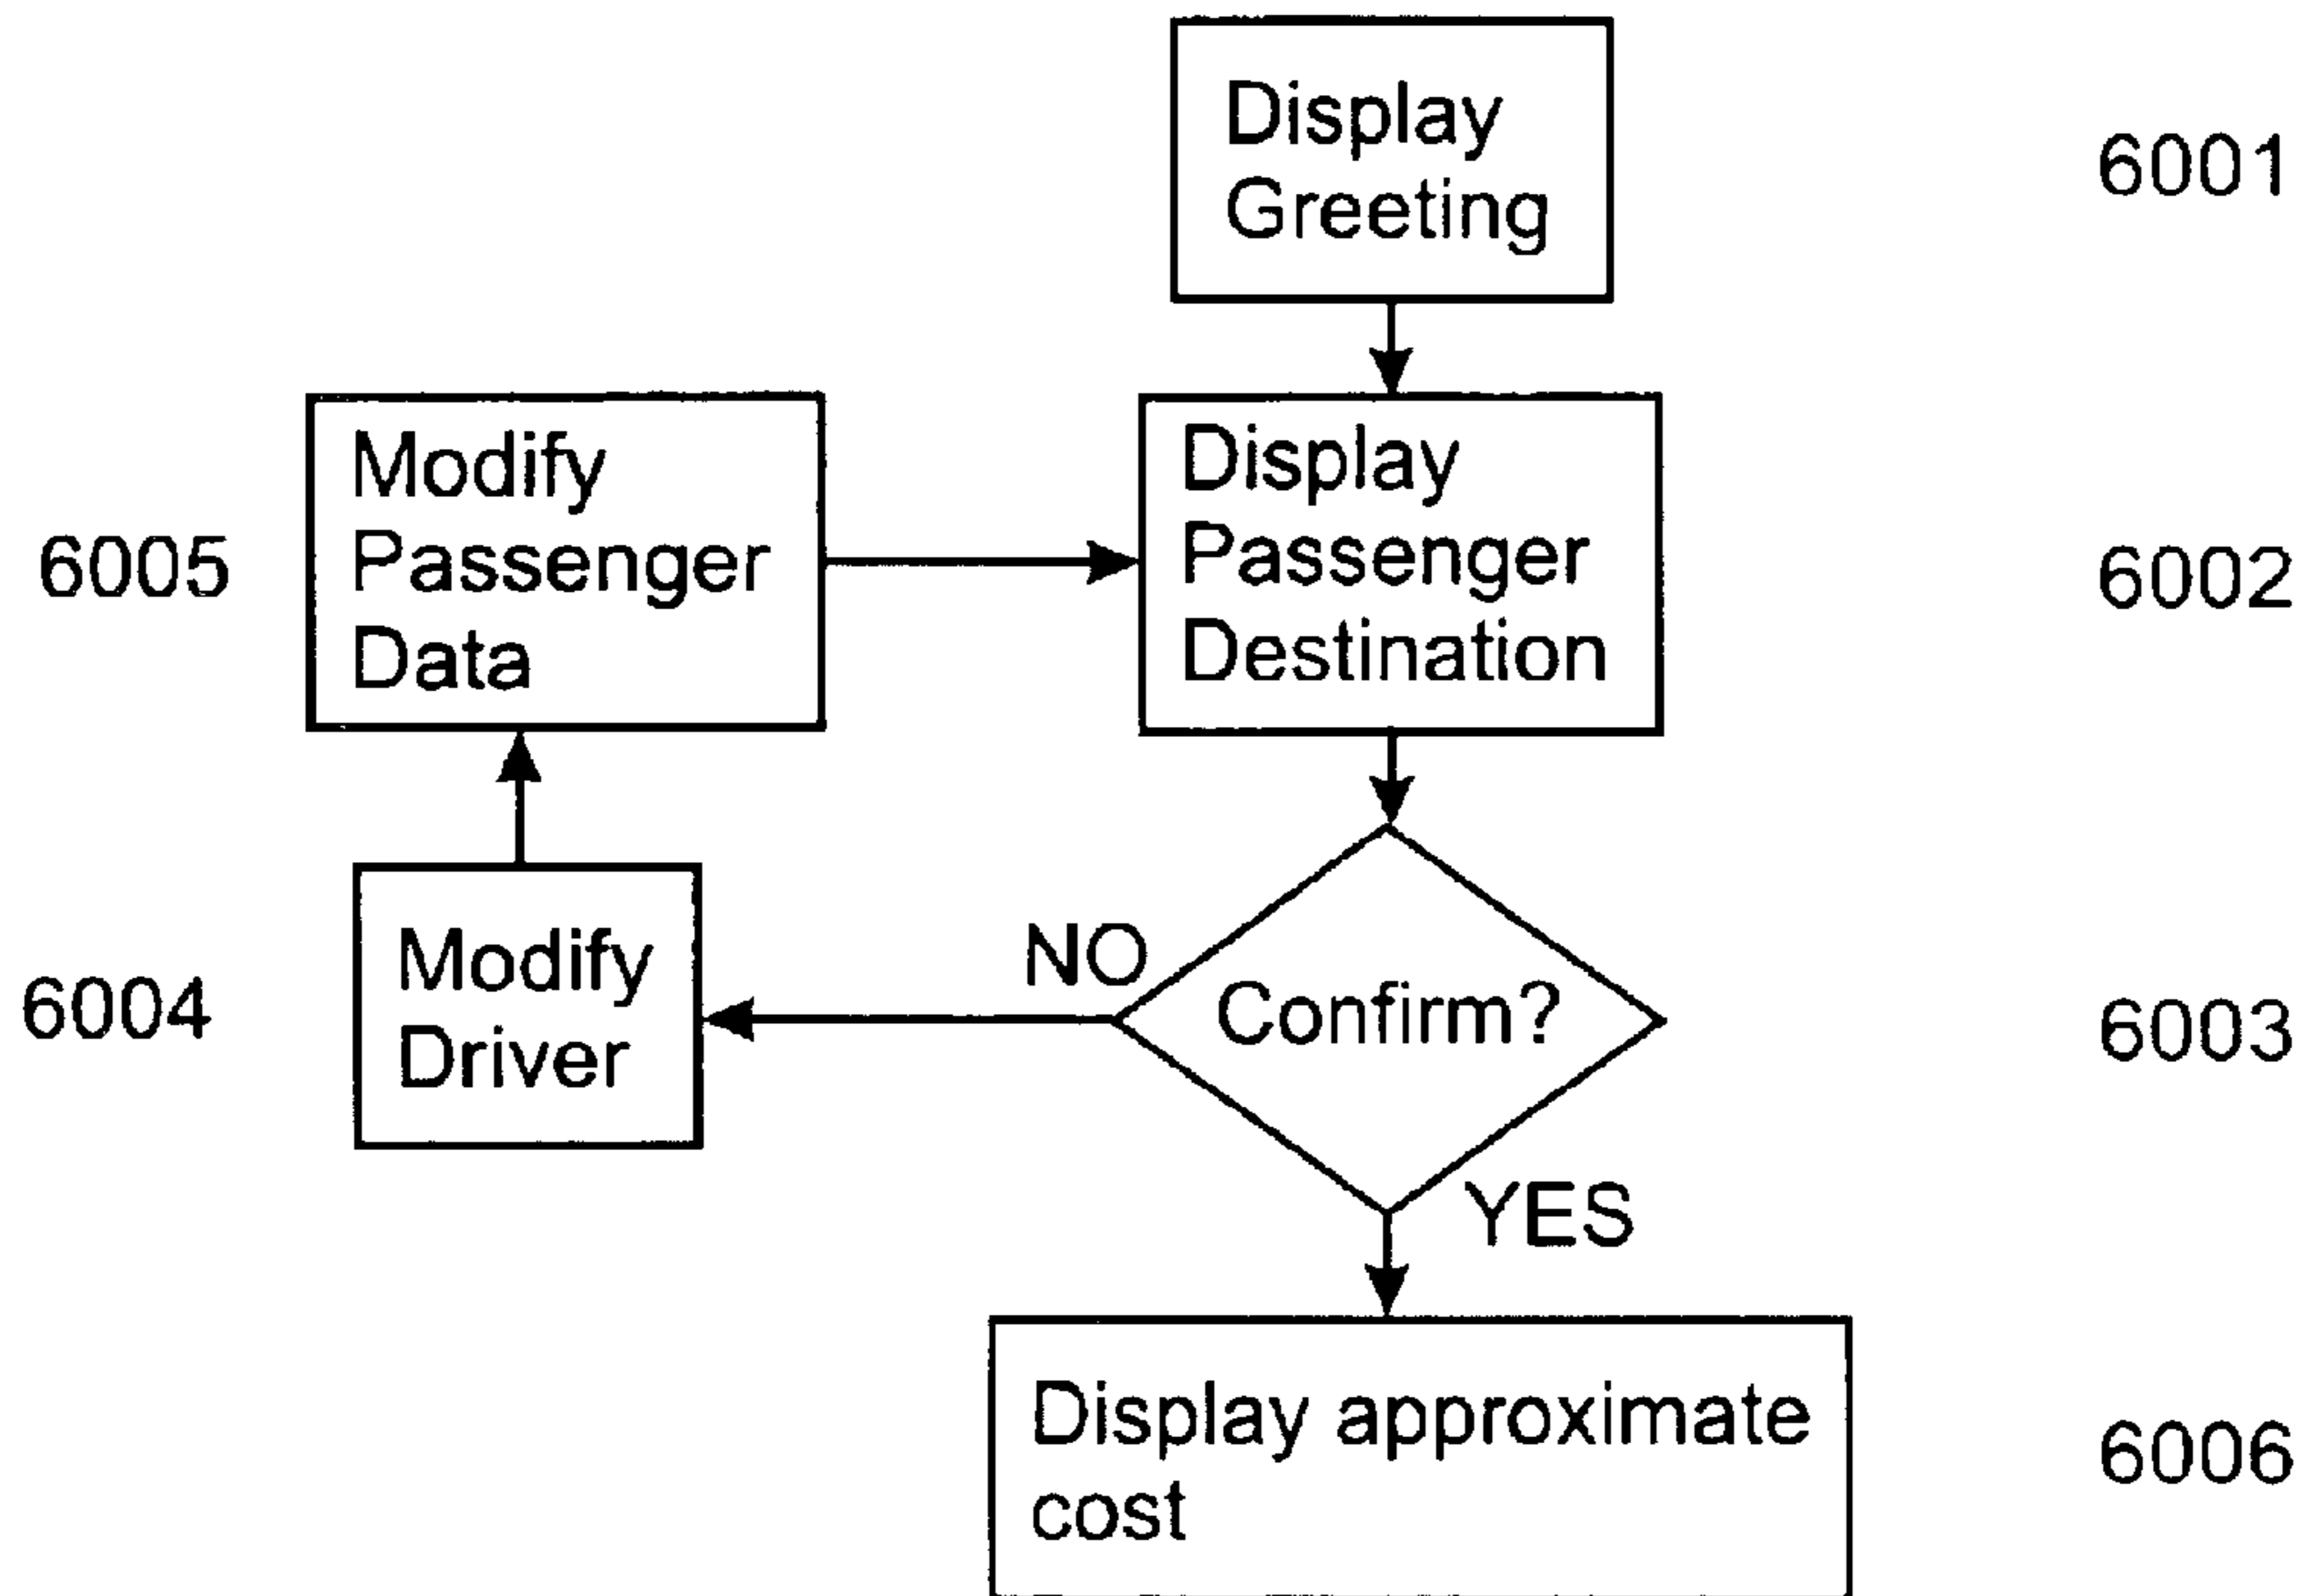 Display
Greeting
6001
6005
Modify
Passenger
Data
Display
Passenger
Destination
6002
6004
Modify
Driver
NO
Confirm?
6003
YES
Display approximate
cost
6006